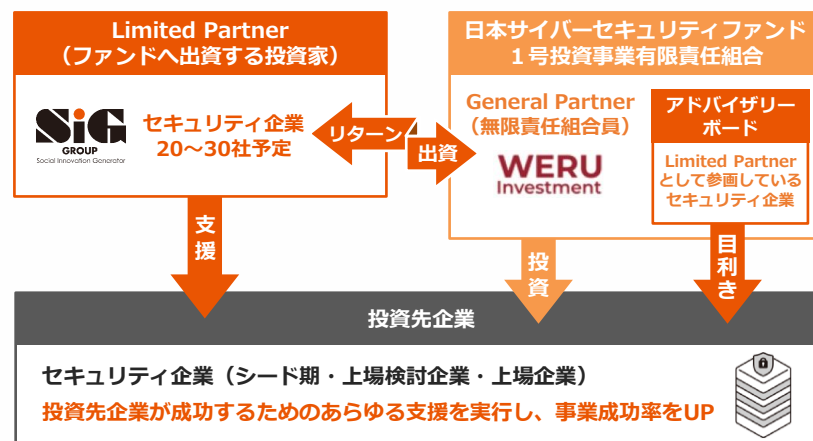 Limited Partner
（ファンドへ出資する投資家）
SiG
GROUP
Social Innovation Generator
セキュリティ企業
20～30社予定
リターン
出資
日本サイバーセキュリティファンド
１号投資事業有限責任組合
General Partner
（無限責任組合員）
WERU
Investment
アドバイザリー
ボード
Limited Partner
として参画している
セキュリティ企業
支援
投資
目利き
投資先企業
セキュリティ企業（シード期・上場検討企業・上場企業）
投資先企業が成功するためのあらゆる支援を実行し、事業成功率をUP